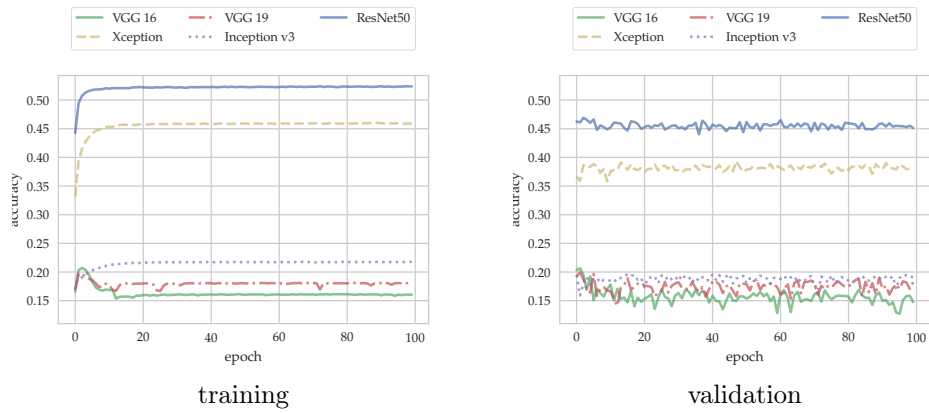 VGG 16 VGG 19 ResNet50
Xception Inception v3
0.50
0.45
0.40
0.35
0.30
0.25
0.20
0.15
accuracy
0 20 40 60 80 100
epoch
training
VGG 16 VGG 19 ResNet50
Xception Inception v3
0.50
0.45
0.40
0.35
0.30
0.25
0.20
0.15
accuracy
0 20 40 60 80 100
epoch
validation